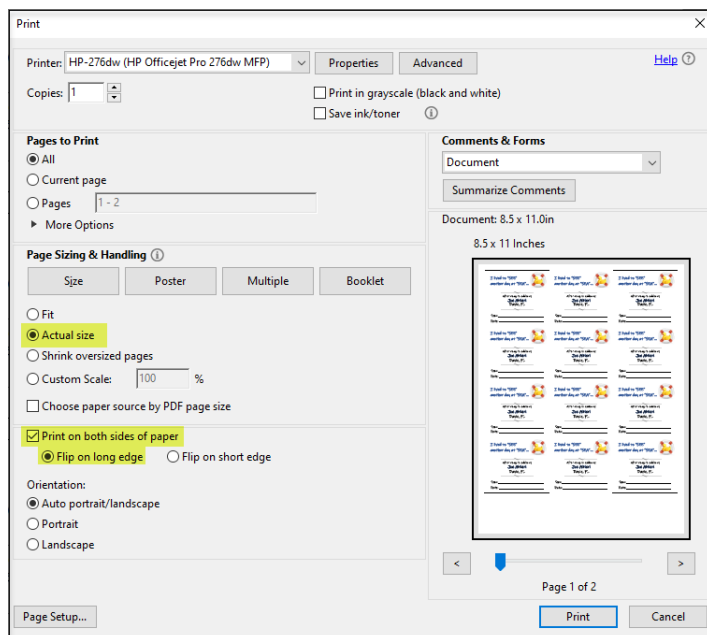 Print
Printer: HP-276dw (HP Officejet Pro 276dw MFP) Properties Advanced Help
Copies: 1 Print in grayscale (black and white)
Save ink/toner
Pages to Print
All
Current page
Pages 1 - 2
More Options
Page Sizing & Handling
Size Poster Multiple Booklet
Fit
Actual size
Shrink oversized pages
Custom Scale: 100 %
Choose paper source by PDF page size
Print on both sides of paper
Flip on long edge Flip on short edge
Orientation:
Auto portrait/landscape
Portrait
Landscape
Comments & Forms
Document
Summarize Comments
Document: 8.5 x 11.0in
8.5 x 11 Inches
< >
Page 1 of 2
Page Setup... Print Cancel